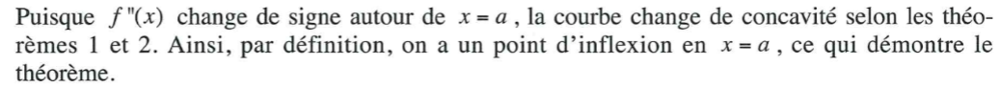 Puisque f "(x) change de signe autour de x = a , la courbe change de concavité selon les théo-
rèmes 1 et 2. Ainsi, par définition, on a un point d’inflexion en x = a , ce qui démontre le
théorème.